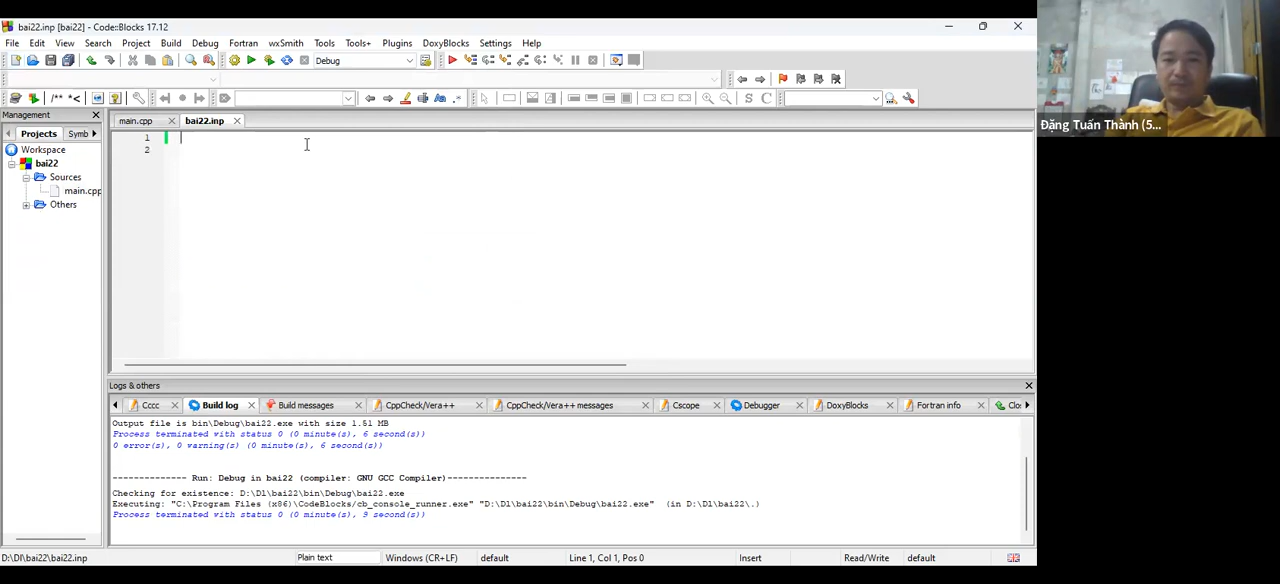 bai22.inp [bai22] - Code::Blocks 17.12
File Edit View Search Project Build Debug Fortran wxSmith Tools Tools+ Plugins DoxyBlocks Settings Help
Debug
/** *<
.*
S C
Management
main.cpp
bai22.inp
Projects Symb
1
2
Workspace
bai22
Sources
main.cpp
Others
Đặng Tuấn Thành (5...
Logs & others
Cccc
Build log
Build messages
CppCheck/Vera++
CppCheck/Vera++ messages
Cscope
Debugger
DoxyBlocks
Fortran info
Clo
Output file is bin\Debug\bai22.exe with size 1.51 MB
Process terminated with status 0 (0 minute(s), 6 second(s))
0 error(s), 0 warning(s) (0 minute(s), 6 second(s))
-------------- Run: Debug in bai22 (compiler: GNU GCC Compiler)---------------
Checking for existence: D:\Dl\bai22\bin\Debug\bai22.exe
Executing: "C:\Program Files (x86)\CodeBlocks/cb_console_runner.exe" "D:\Dl\bai22\bin\Debug\bai22.exe" (in D:\Dl\bai22\.)
Process terminated with status 0 (0 minute(s), 9 second(s))
D:\Dl\bai22\bai22.inp
Plain text
Windows (CR+LF)
default
Line 1, Col 1, Pos 0
Insert
Read/Write
default